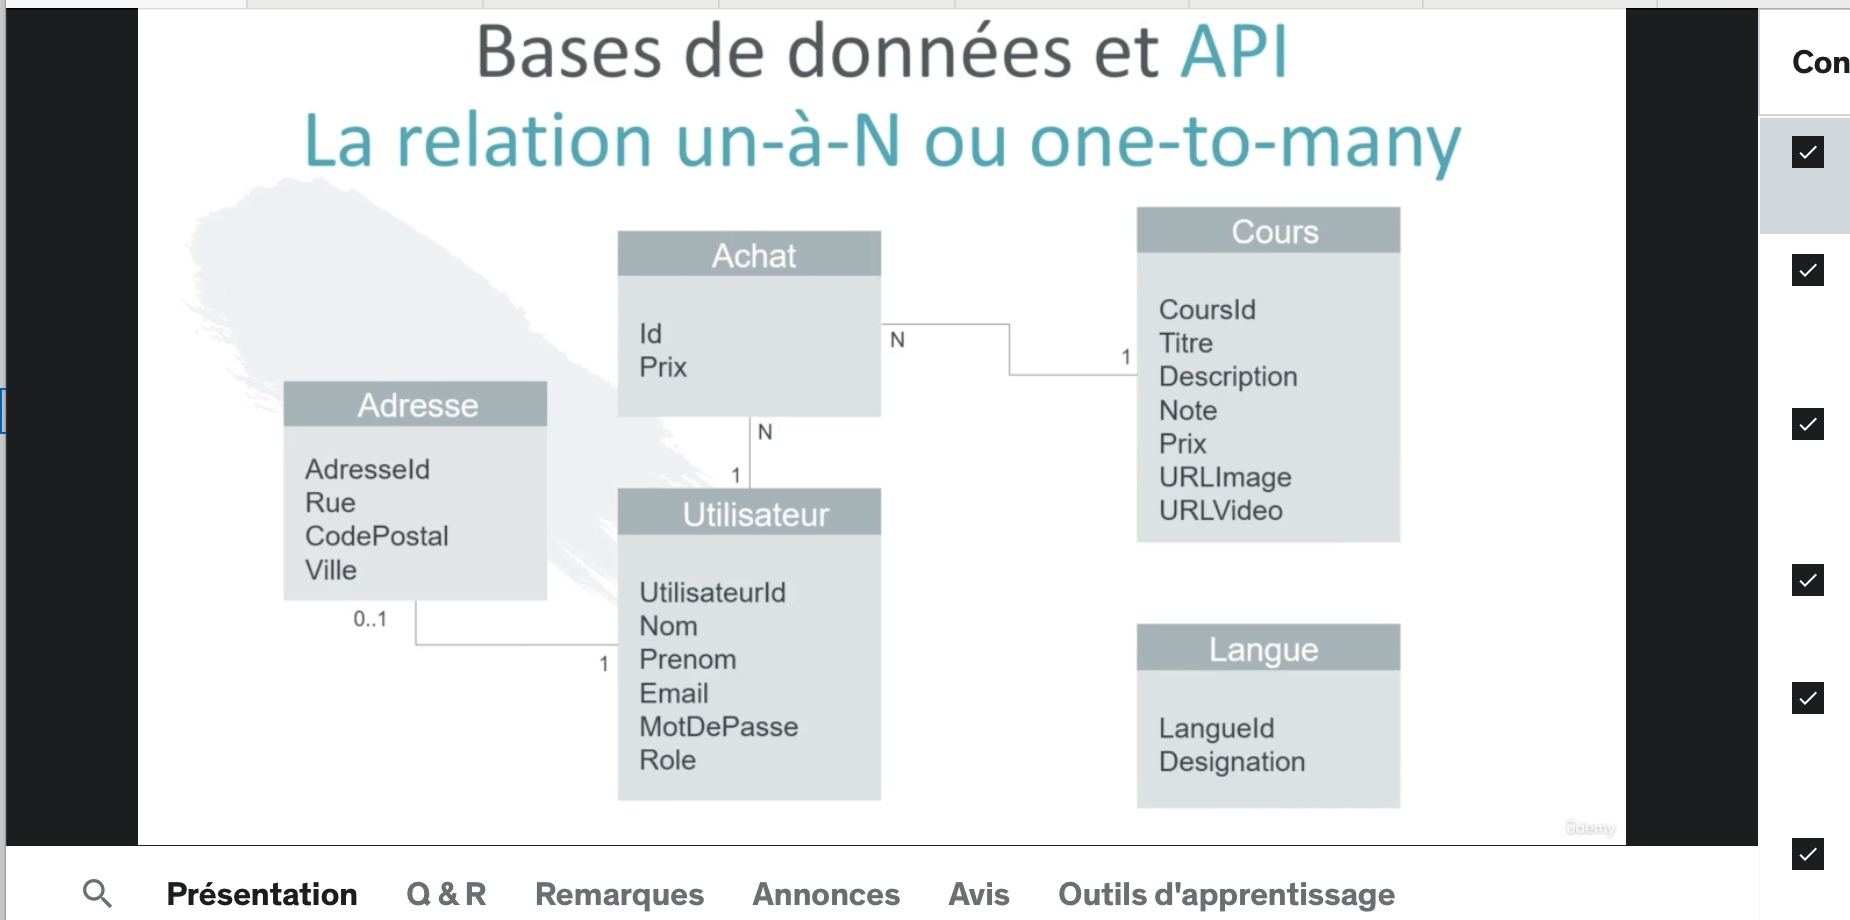 Bases de données et API
La relation un-à-N ou one-to-many
Con
Achat
Id
Prix
N
N
1
Cours
CoursId
Titre
Description
Note
Prix
URLImage
URLVideo
1
Adresse
AdresseId
Rue
CodePostal
Ville
0..1
1
Utilisateur
UtilisateurId
Nom
Prenom
Email
MotDePasse
Role
Langue
LangueId
Designation
ûdemy
Présentation
Q & R
Remarques
Annonces
Avis
Outils d'apprentissage